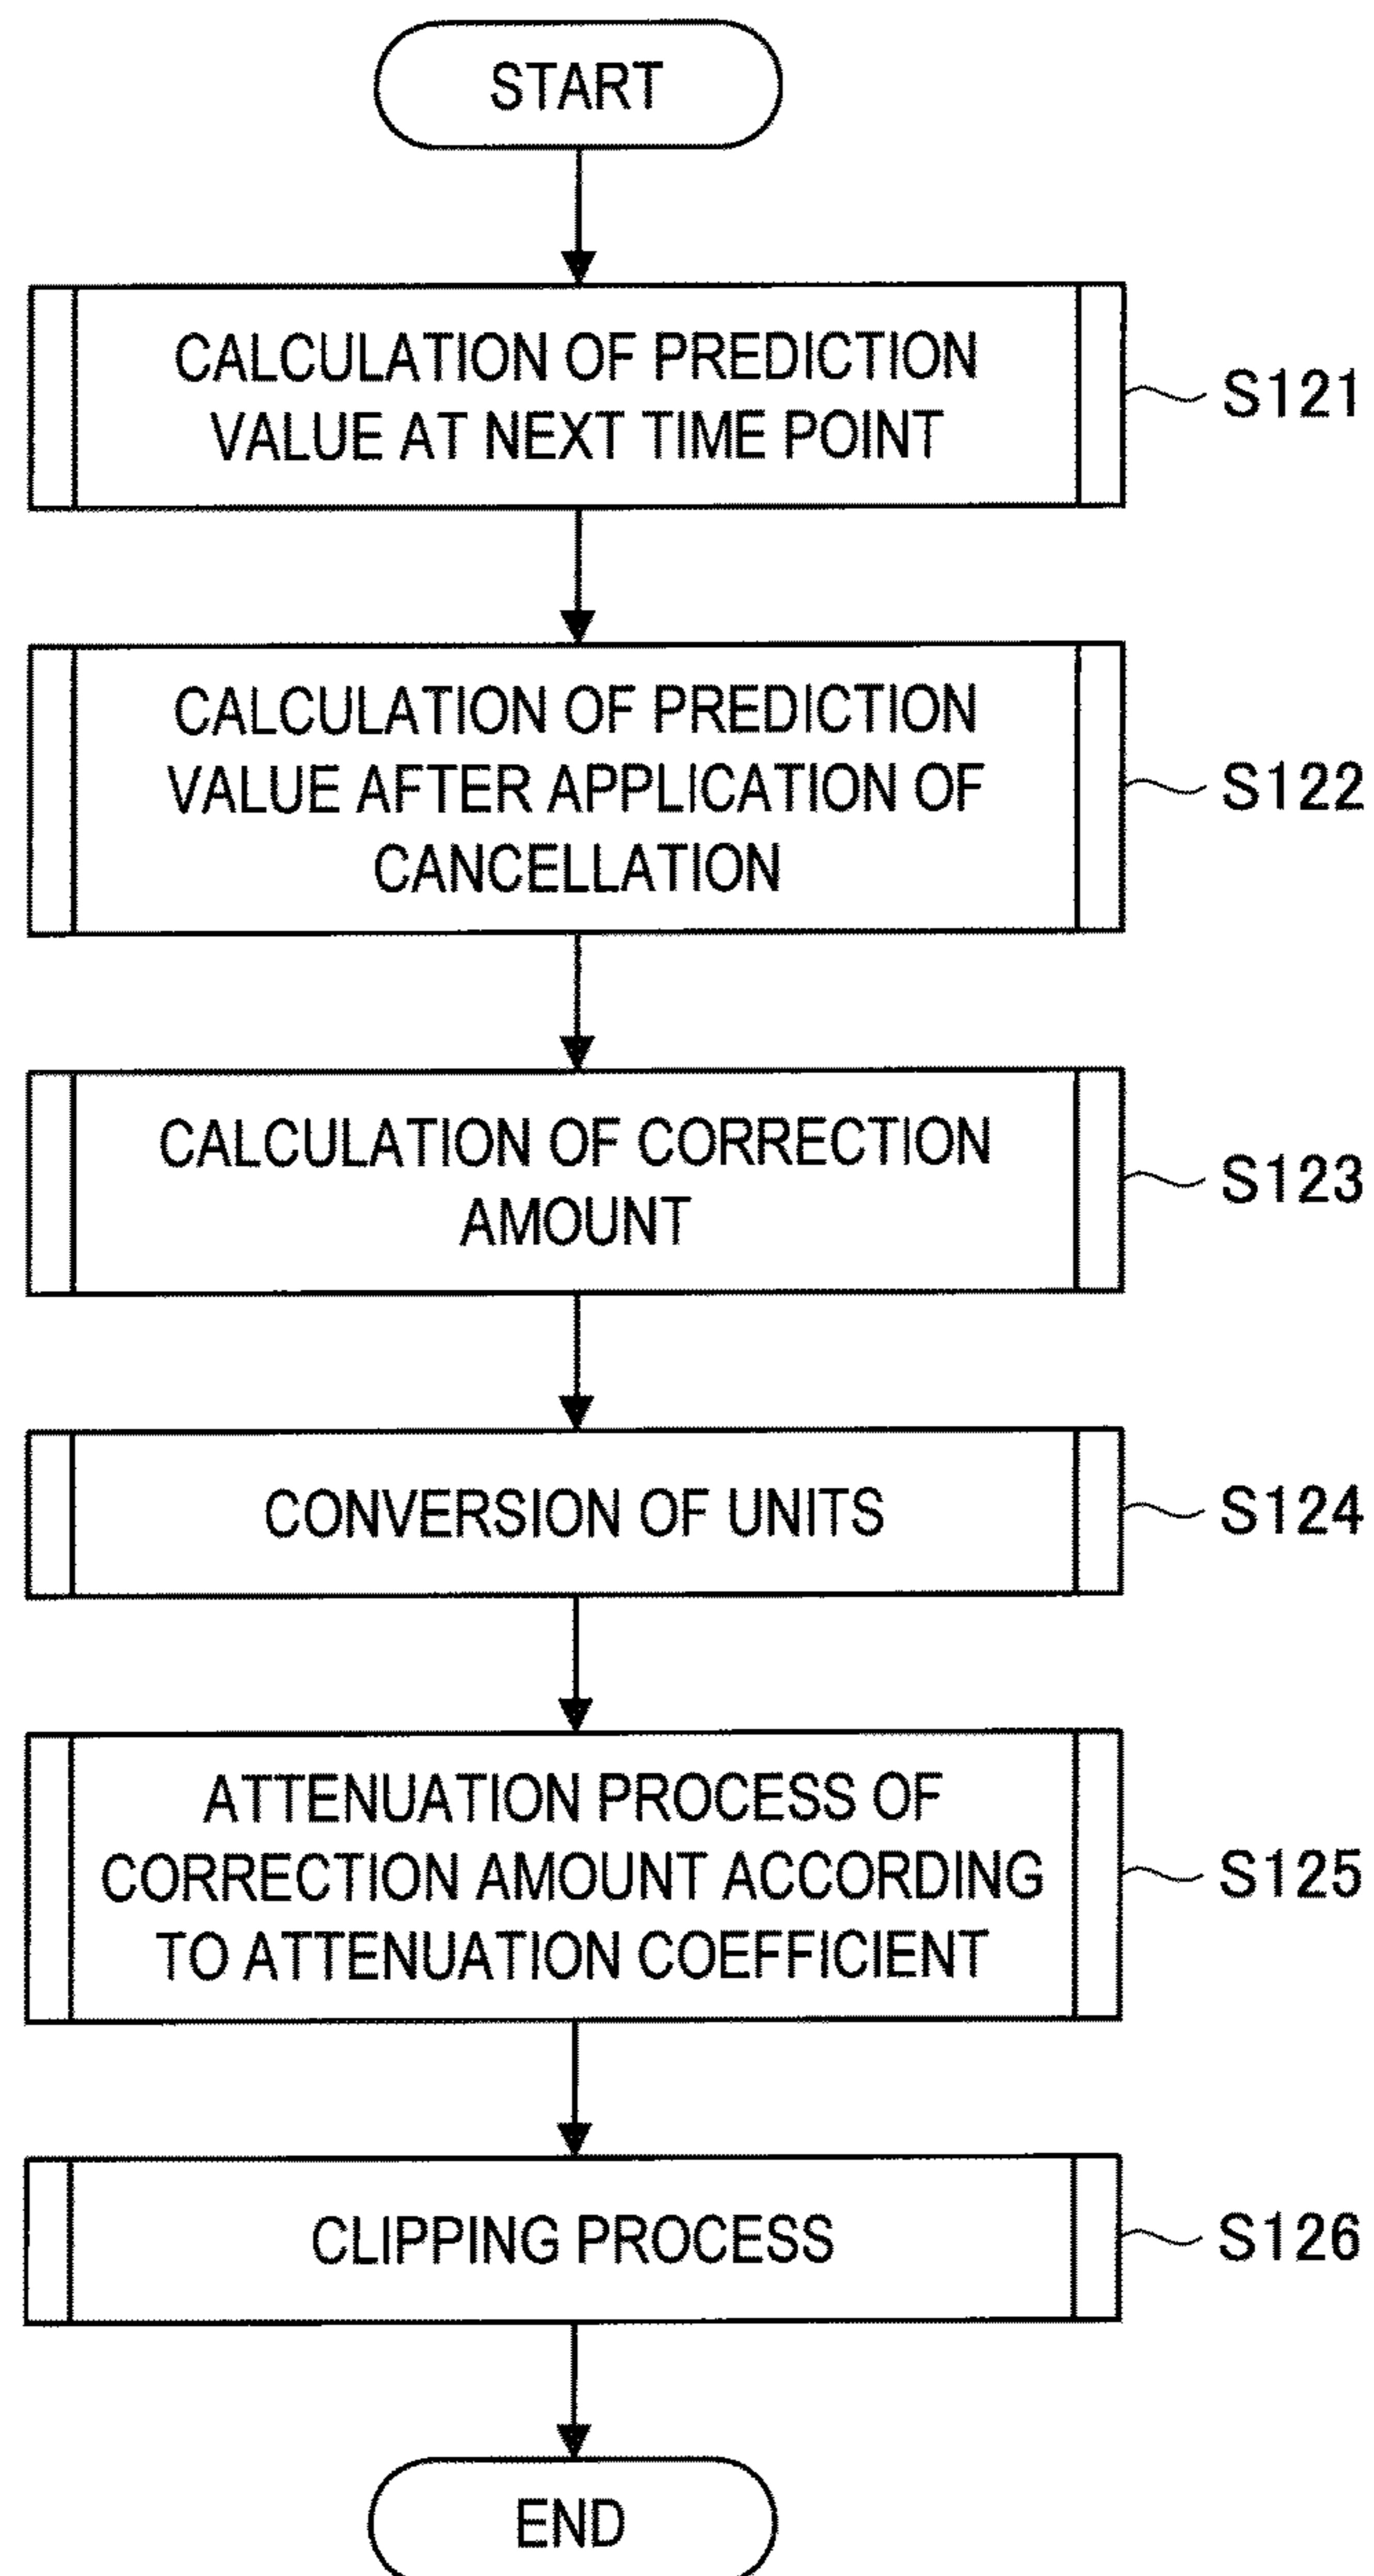 START
CALCULATION OF PREDICTION
VALUE AT NEXT TIME POINT
S121
CALCULATION OF PREDICTION
VALUE AFTER APPLICATION OF
CANCELLATION
S122
CALCULATION OF CORRECTION
AMOUNT
S123
CONVERSION OF UNITS
S124
ATTENUATION PROCESS OF
CORRECTION AMOUNT ACCORDING
TO ATTENUATION COEFFICIENT
S125
CLIPPING PROCESS
S126
END